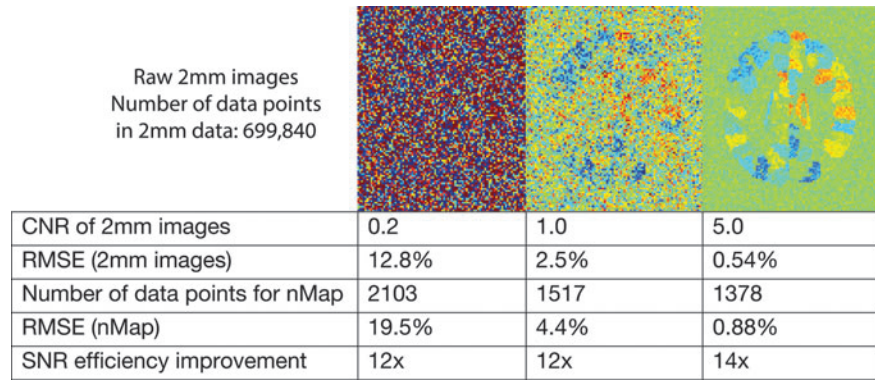 Raw 2mm images
Number of data points
in 2mm data: 699,840
CNR of 2mm images 0.2 1.0 5.0
RMSE (2mm images) 12.8% 2.5% 0.54%
Number of data points for nMap 2103 1517 1378
RMSE (nMap) 19.5% 4.4% 0.88%
SNR efficiency improvement 12x 12x 14x